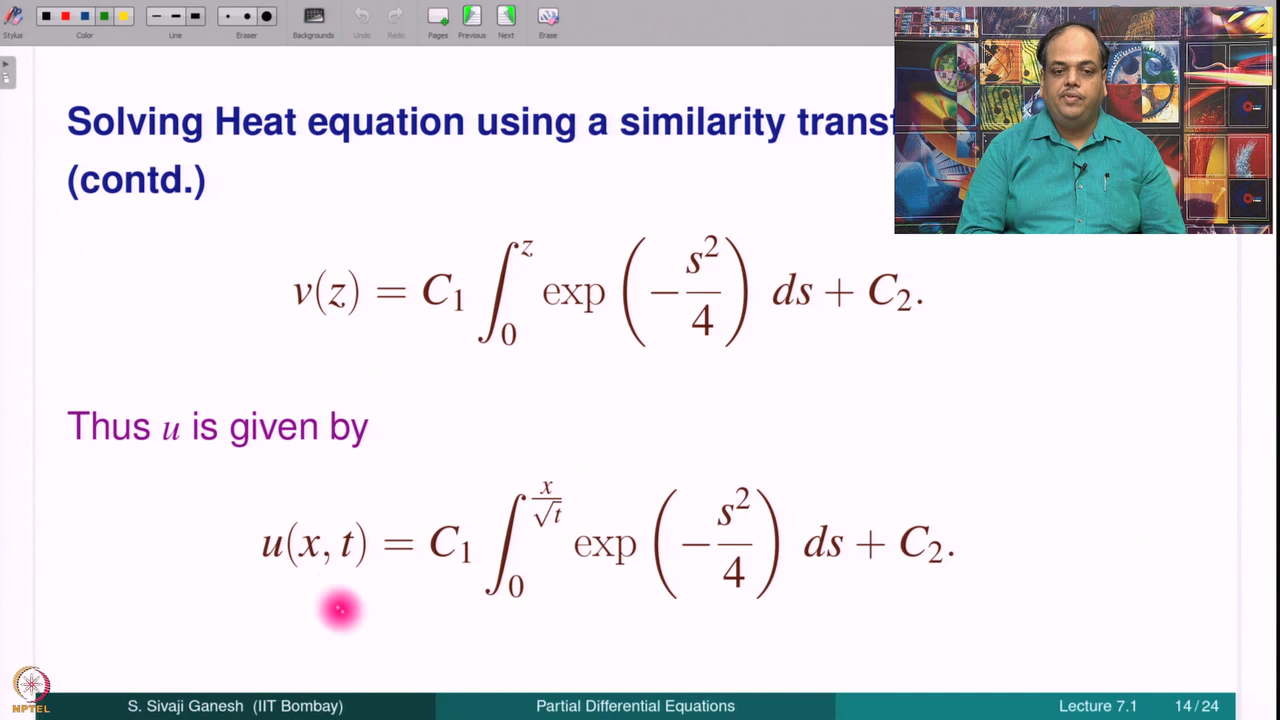 Stylus Color Line Eraser Backgrounds Undo Redo Pages Previous Next Erase
Solving Heat equation using a similarity transf
(contd.)
v(z) = C₁ ∫₀ᶻ exp(−s²/4) ds + C₂.
Thus u is given by
u(x, t) = C₁ ∫₀^(x/√t) exp(−s²/4) ds + C₂.
NPTEL
S. Sivaji Ganesh (IIT Bombay) Partial Differential Equations Lecture 7.1 14 / 24